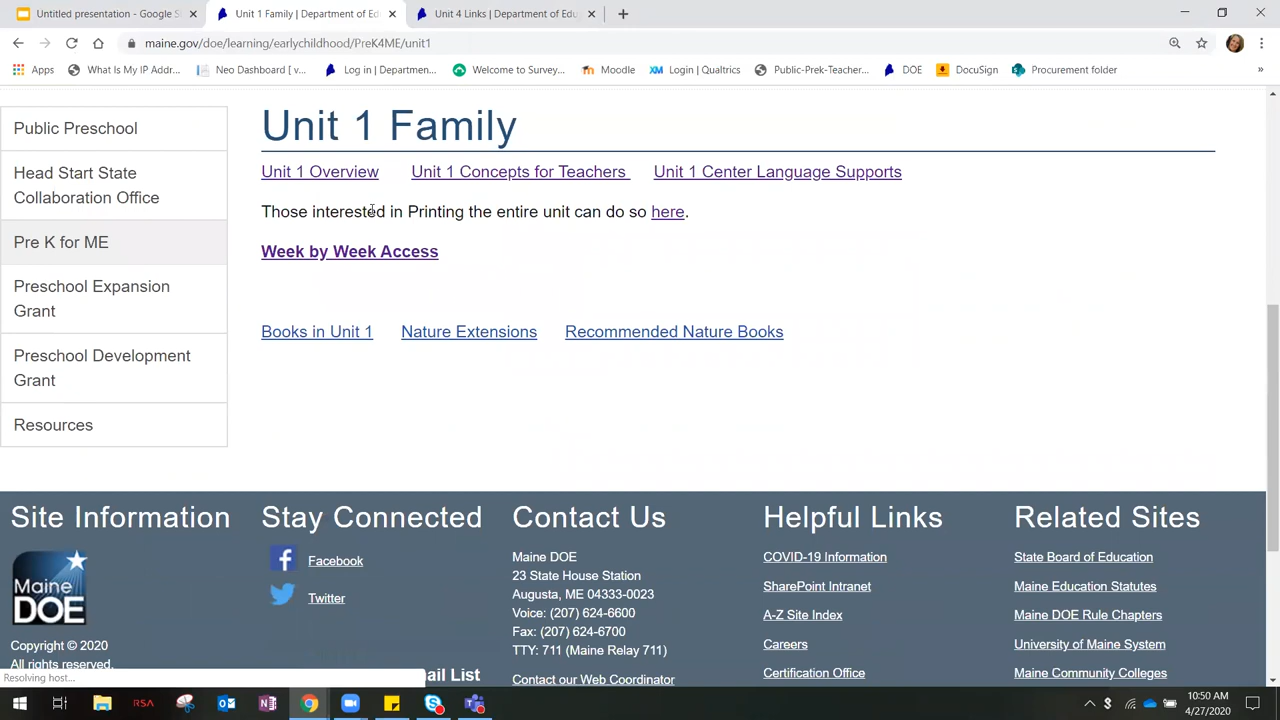 Untitled presentation - Google S
Unit 1 Family | Department of Ed
Unit 4 Links | Department of Edu
maine.gov/doe/learning/earlychildhood/PreK4ME/unit1
Apps
What Is My IP Addr...
Neo Dashboard [ v...
Log in | Departmen...
Welcome to Survey...
Moodle
Login | Qualtrics
Public-Prek-Teacher...
DOE
DocuSign
Procurement folder
»
Public Preschool
Head Start State
Collaboration Office
Pre K for ME
Preschool Expansion
Grant
Preschool Development
Grant
Resources
Unit 1 Family
Unit 1 Overview Unit 1 Concepts for Teachers Unit 1 Center Language Supports
Those interested in Printing the entire unit can do so here.
Week by Week Access
Books in Unit 1 Nature Extensions Recommended Nature Books
Site Information
Maine
DOE
Copyright © 2020
All rights reserved.
Stay Connected
Facebook
Twitter
ail List
Contact Us
Maine DOE
23 State House Station
Augusta, ME 04333-0023
Voice: (207) 624-6600
Fax: (207) 624-6700
TTY: 711 (Maine Relay 711)
Contact our Web Coordinator
Helpful Links
COVID-19 Information
SharePoint Intranet
A-Z Site Index
Careers
Certification Office
Related Sites
State Board of Education
Maine Education Statutes
Maine DOE Rule Chapters
University of Maine System
Maine Community Colleges
Resolving host...
RSA
10:50 AM
4/27/2020